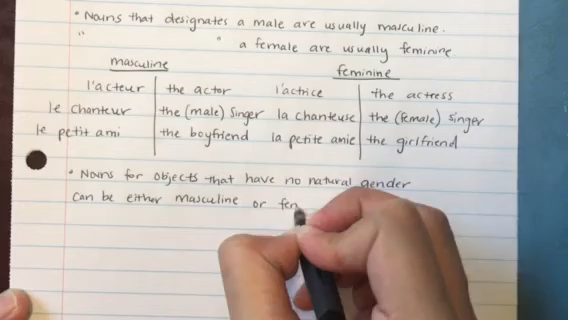 • Nouns that designates a male are usually masculine.
" " a female are usually feminine.
masculine feminine
l'acteur the actor l'actrice the actress
le chanteur the (male) singer la chanteuse the (female) singer
le petit ami the boyfriend la petite amie the girlfriend
• Nouns for objects that have no natural gender
can be either masculine or fen